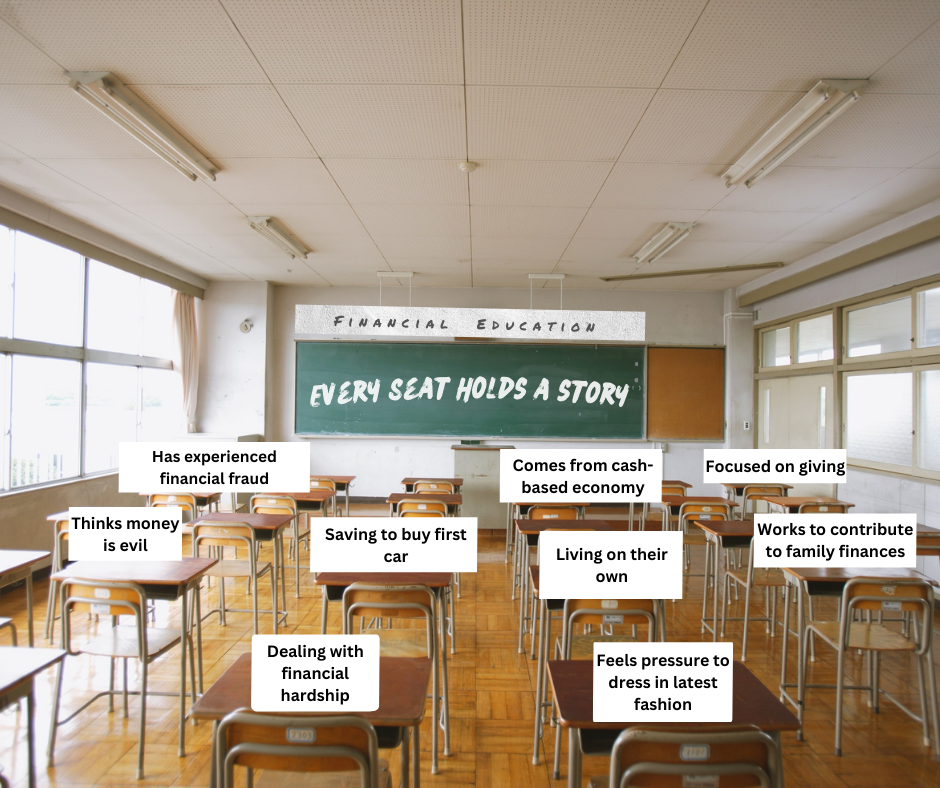 FINANCIAL EDUCATION
EVERY SEAT HOLDS A STORY
Has experienced
financial fraud
Comes from cash-
based economy
Focused on giving
Thinks money
is evil
Saving to buy first
car
Living on their
own
Works to contribute
to family finances
Dealing with
financial
hardship
Feels pressure to
dress in latest
fashion